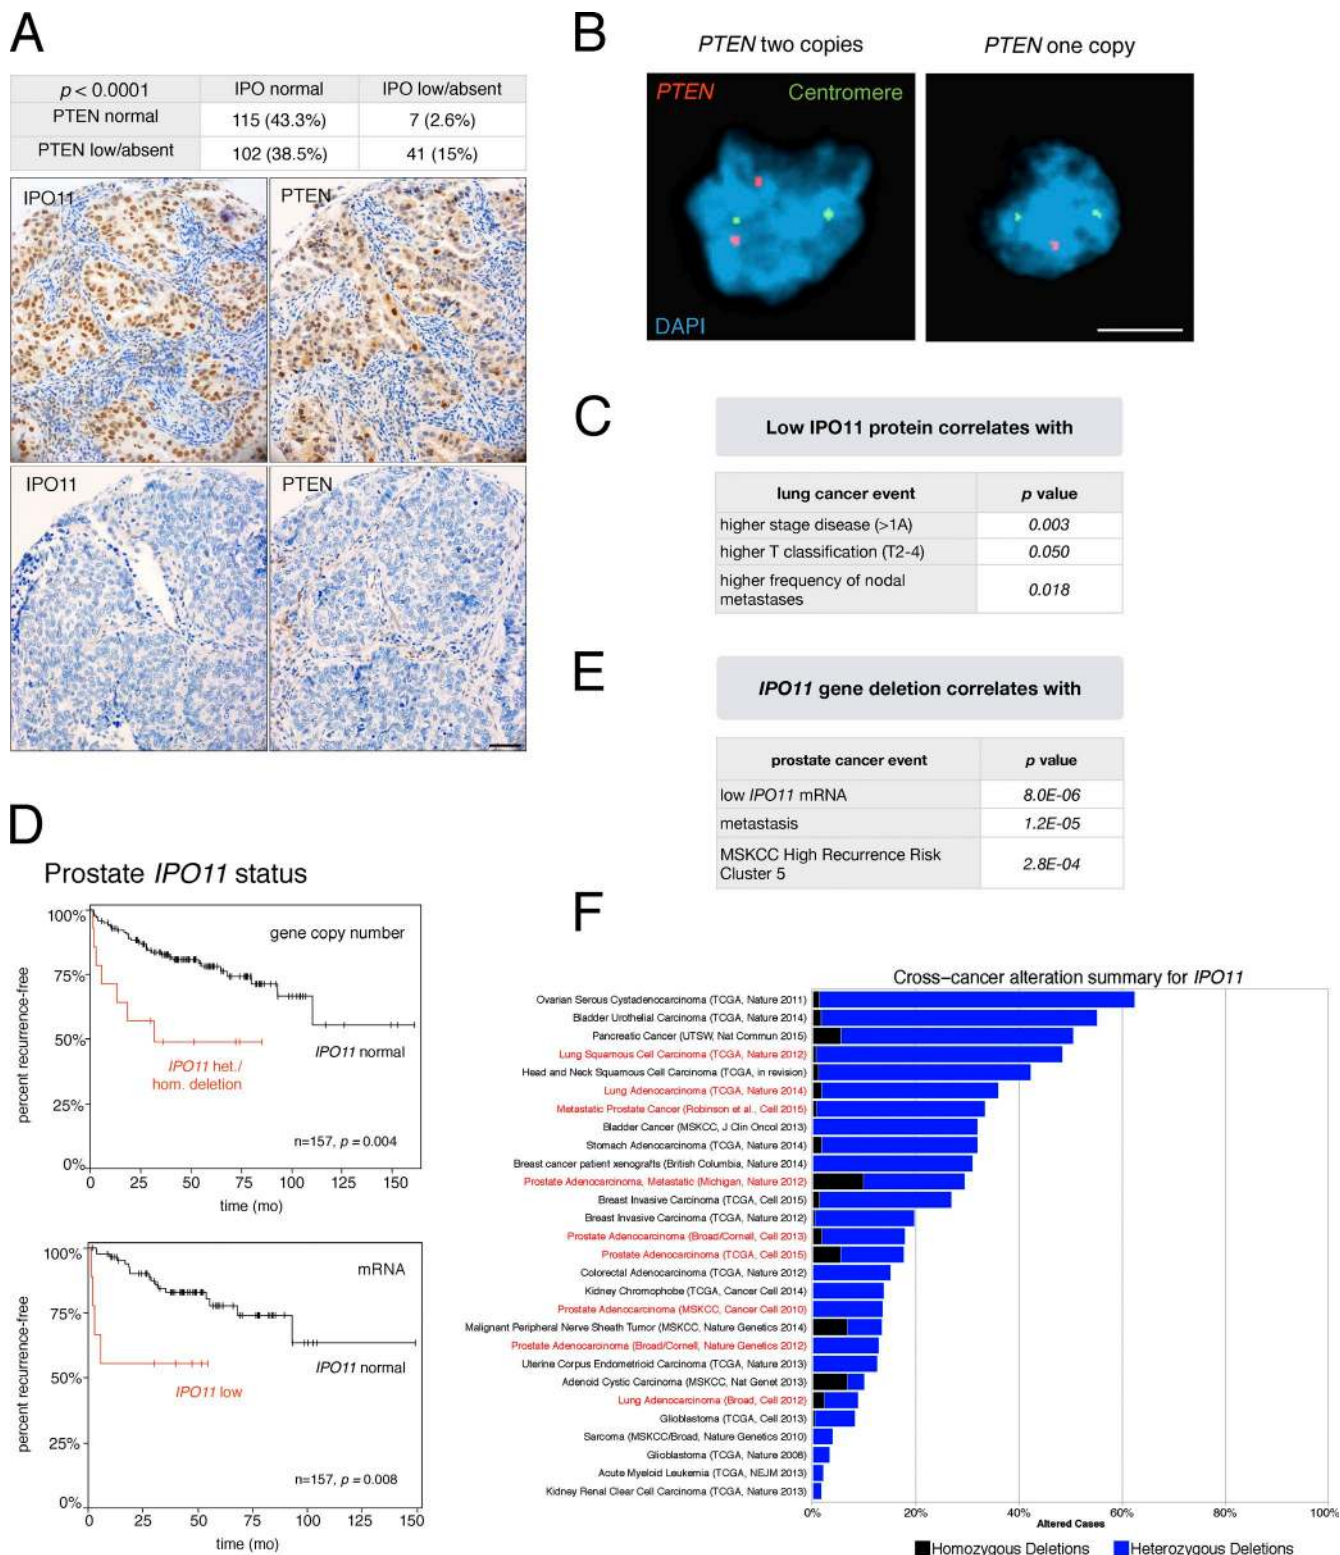 A
p < 0.0001 IPO normal IPO low/absent
PTEN normal 115 (43.3%) 7 (2.6%)
PTEN low/absent 102 (38.5%) 41 (15%)
IPO11 PTEN
IPO11 PTEN
B
PTEN two copies PTEN one copy
PTEN Centromere
DAPI
C
Low IPO11 protein correlates with
lung cancer event p value
higher stage disease (>1A) 0.003
higher T classification (T2-4) 0.050
higher frequency of nodal
metastases 0.018
D
Prostate IPO11 status
gene copy number
percent recurrence-free
100%
75%
50%
25%
0%
IPO11 normal
IPO11 het./
hom. deletion
n=157, p = 0.004
0 25 50 75 100 125 150
time (mo)
mRNA
percent recurrence-free
100%
75%
50%
25%
0%
IPO11 normal
IPO11 low
n=157, p = 0.008
0 25 50 75 100 125 150
time (mo)
E
IPO11 gene deletion correlates with
prostate cancer event p value
low IPO11 mRNA 8.0E-06
metastasis 1.2E-05
MSKCC High Recurrence Risk
Cluster 5 2.8E-04
F
Cross–cancer alteration summary for IPO11
Ovarian Serous Cystadenocarcinoma (TCGA, Nature 2011)
Bladder Urothelial Carcinoma (TCGA, Nature 2014)
Pancreatic Cancer (UTSW, Nat Commun 2015)
Lung Squamous Cell Carcinoma (TCGA, Nature 2012)
Head and Neck Squamous Cell Carcinoma (TCGA, in revision)
Lung Adenocarcinoma (TCGA, Nature 2014)
Metastatic Prostate Cancer (Robinson et al., Cell 2015)
Bladder Cancer (MSKCC, J Clin Oncol 2013)
Stomach Adenocarcinoma (TCGA, Nature 2014)
Breast cancer patient xenografts (British Columbia, Nature 2014)
Prostate Adenocarcinoma, Metastatic (Michigan, Nature 2012)
Breast Invasive Carcinoma (TCGA, Cell 2015)
Breast Invasive Carcinoma (TCGA, Nature 2012)
Prostate Adenocarcinoma (Broad/Cornell, Cell 2013)
Prostate Adenocarcinoma (TCGA, Cell 2015)
Colorectal Adenocarcinoma (TCGA, Nature 2012)
Kidney Chromophobe (TCGA, Cancer Cell 2014)
Prostate Adenocarcinoma (MSKCC, Cancer Cell 2010)
Malignant Peripheral Nerve Sheath Tumor (MSKCC, Nature Genetics 2014)
Prostate Adenocarcinoma (Broad/Cornell, Nature Genetics 2012)
Uterine Corpus Endometrioid Carcinoma (TCGA, Nature 2013)
Adenoid Cystic Carcinoma (MSKCC, Nat Genet 2013)
Lung Adenocarcinoma (Broad, Cell 2012)
Glioblastoma (TCGA, Cell 2013)
Sarcoma (MSKCC/Broad, Nature Genetics 2010)
Glioblastoma (TCGA, Nature 2008)
Acute Myeloid Leukemia (TCGA, NEJM 2013)
Kidney Renal Clear Cell Carcinoma (TCGA, Nature 2013)
0% 20% 40% 60% 80% 100%
Altered Cases
Homozygous Deletions Heterozygous Deletions